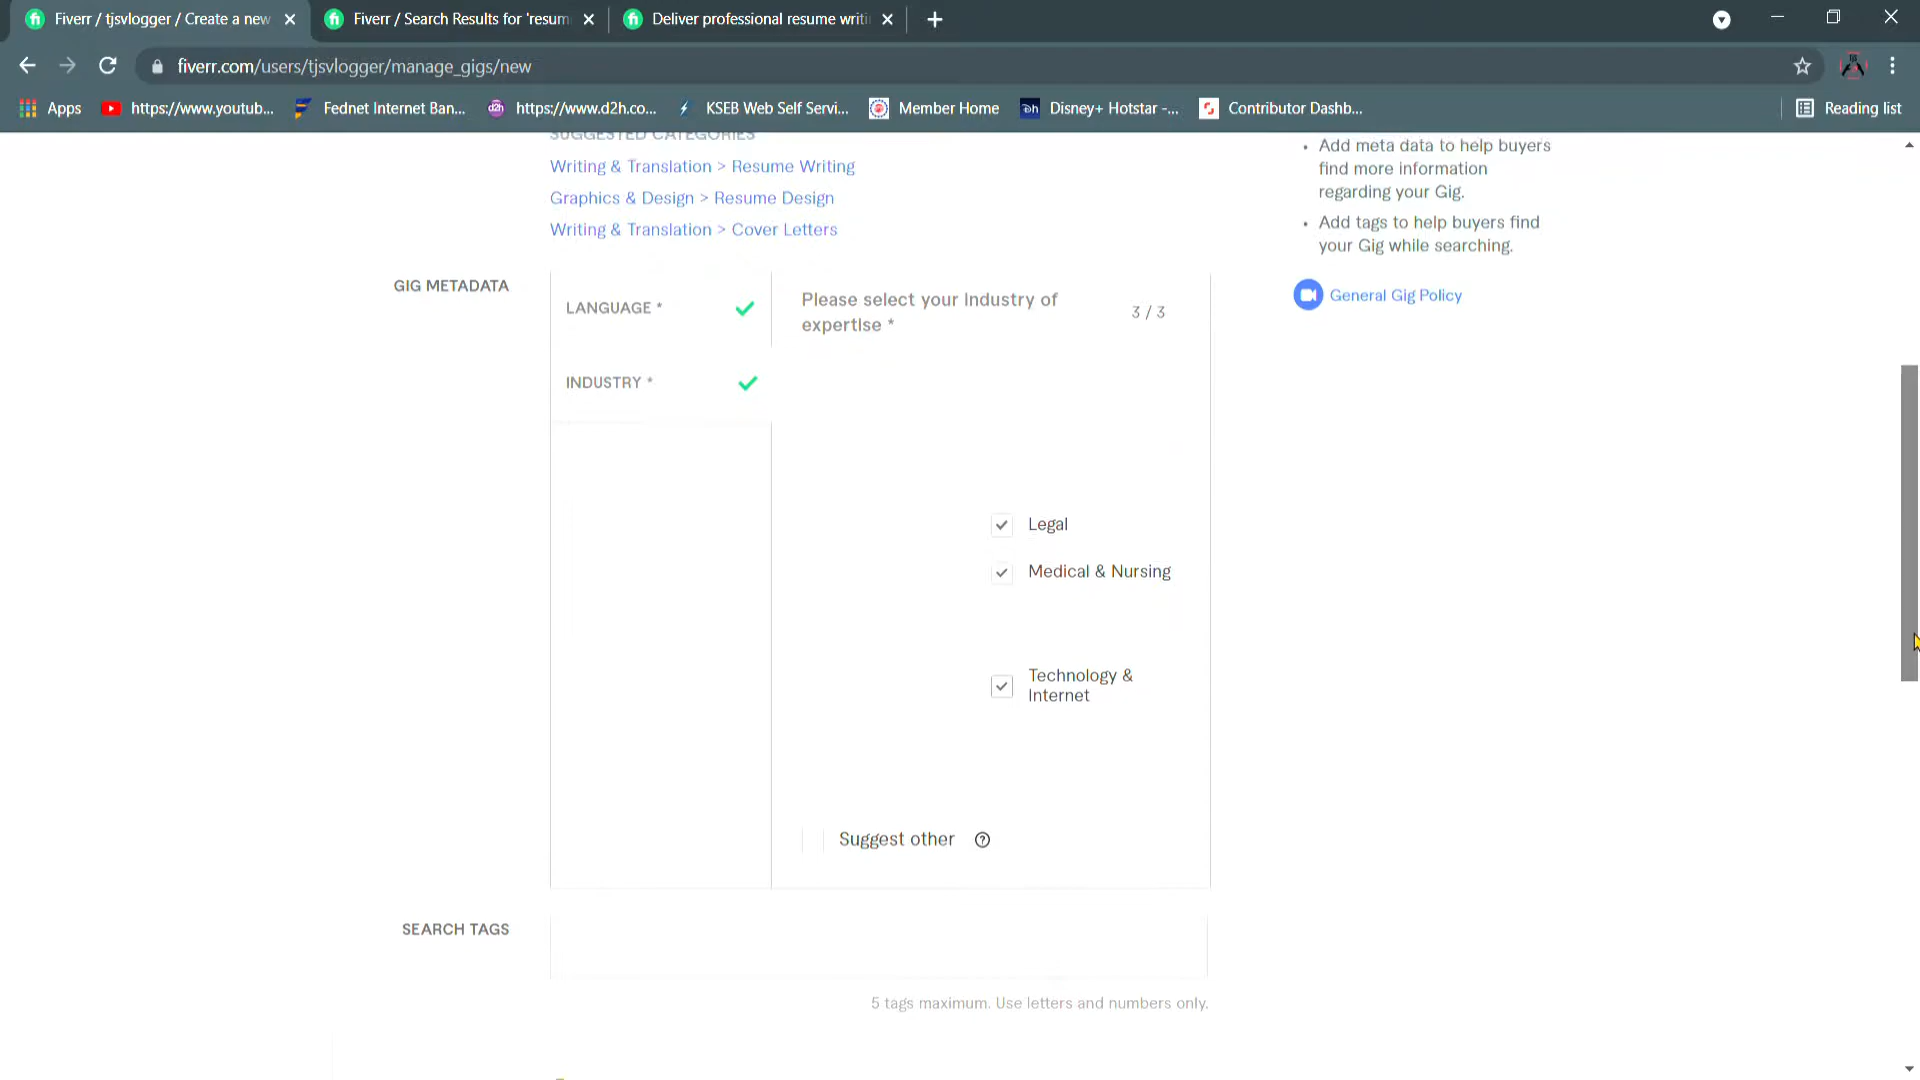 Fiverr / tjsvlogger / Create a new
Fiverr / Search Results for 'resum
Deliver professional resume writi
fiverr.com/users/tjsvlogger/manage_gigs/new
Apps
https://www.youtub...
Fednet Internet Ban...
d2h
https://www.d2h.co...
KSEB Web Self Servi...
Member Home
Disney+ Hotstar -...
Contributor Dashb...
Reading list
SUGGESTED CATEGORIES
Writing & Translation > Resume Writing
Graphics & Design > Resume Design
Writing & Translation > Cover Letters
• Add meta data to help buyers
find more information
regarding your Gig.
• Add tags to help buyers find
your Gig while searching.
General Gig Policy
GIG METADATA
LANGUAGE *
INDUSTRY *
Please select your industry of
expertise *
3 / 3
Legal
Medical & Nursing
Technology &
Internet
Suggest other
SEARCH TAGS
5 tags maximum. Use letters and numbers only.